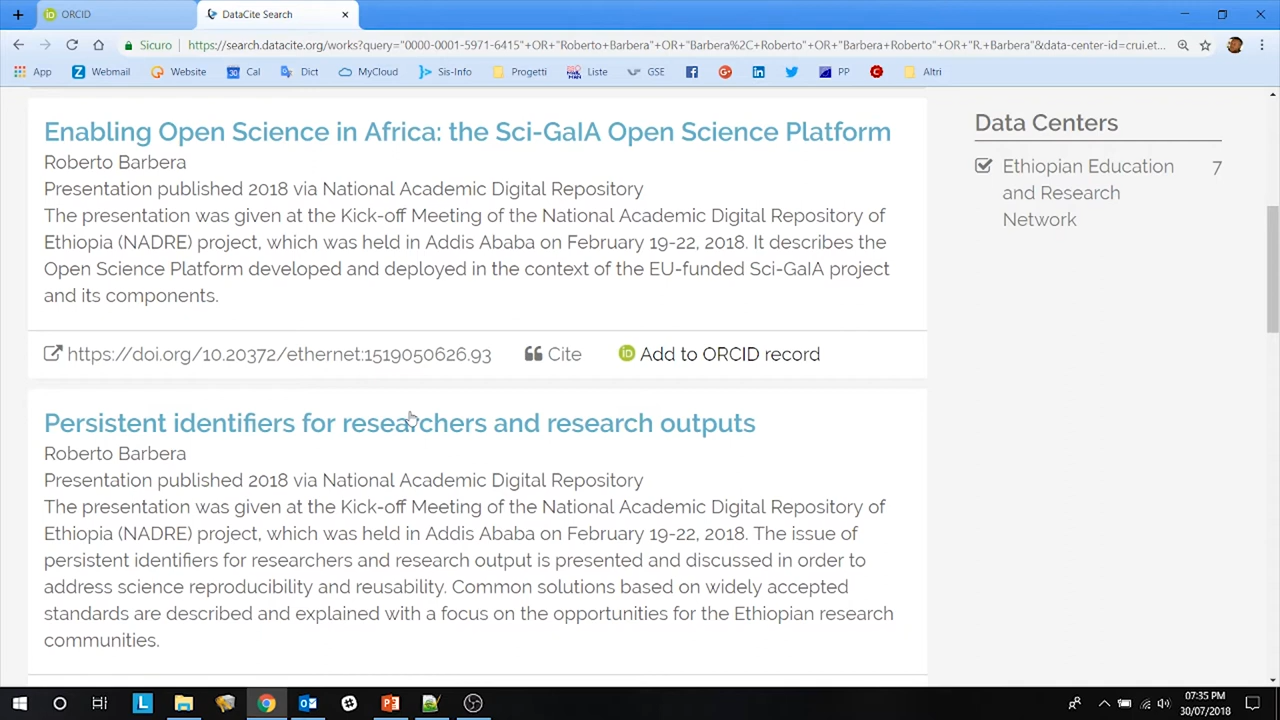 ORCID
DataCite Search
Sicuro
https://search.datacite.org/works?query="0000-0001-5971-6415"+OR+"Roberto+Barbera"+OR+"Barbera%2C+Roberto"+OR+"Barbera+Roberto"+OR+"R.+Barbera"&data-center-id=crui.et...
App Webmail Website Cal Dict MyCloud Sis-Info Progetti Liste GSE PP Altri
Enabling Open Science in Africa: the Sci-GaIA Open Science Platform
Roberto Barbera
Presentation published 2018 via National Academic Digital Repository
The presentation was given at the Kick-off Meeting of the National Academic Digital Repository of
Ethiopia (NADRE) project, which was held in Addis Ababa on February 19-22, 2018. It describes the
Open Science Platform developed and deployed in the context of the EU-funded Sci-GaIA project
and its components.
https://doi.org/10.20372/ethernet:1519050626.93
Cite
Add to ORCID record
Persistent identifiers for researchers and research outputs
Roberto Barbera
Presentation published 2018 via National Academic Digital Repository
The presentation was given at the Kick-off Meeting of the National Academic Digital Repository of
Ethiopia (NADRE) project, which was held in Addis Ababa on February 19-22, 2018. The issue of
persistent identifiers for researchers and research output is presented and discussed in order to
address science reproducibility and reusability. Common solutions based on widely accepted
standards are described and explained with a focus on the opportunities for the Ethiopian research
communities.
Data Centers
Ethiopian Education 7
and Research
Network
07:35 PM
30/07/2018